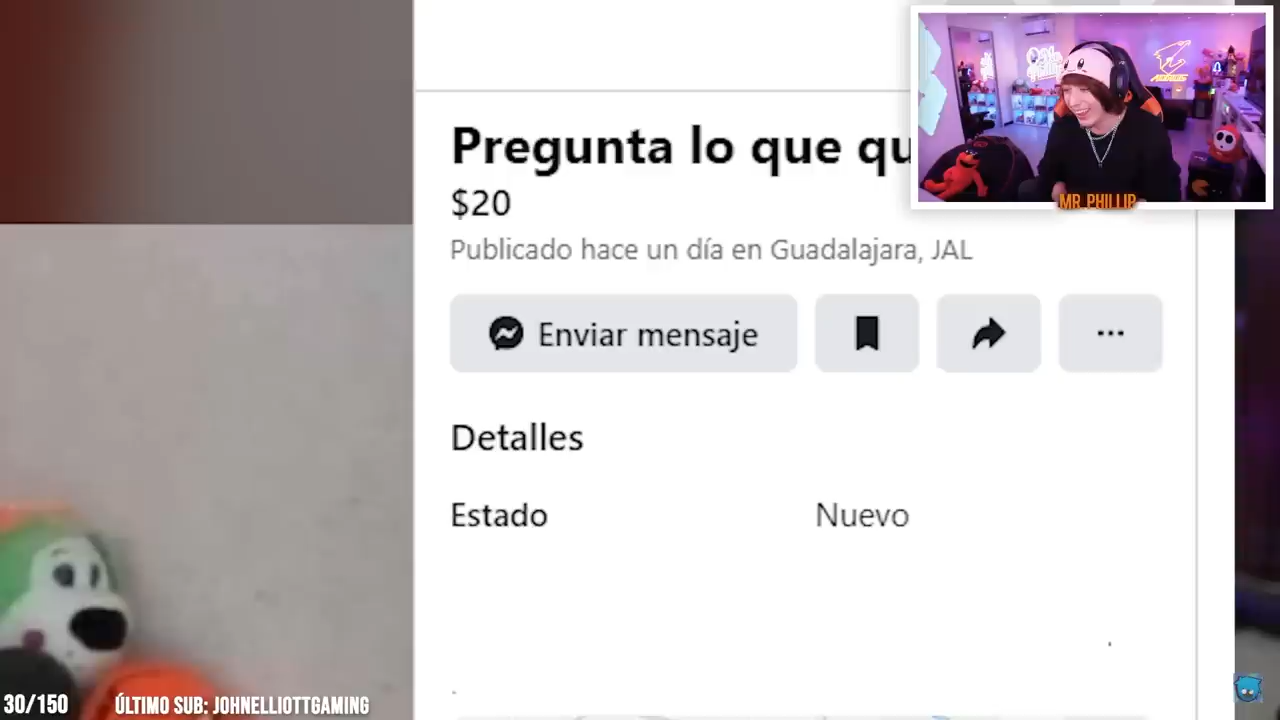 Pregunta lo que
$20
Publicado hace un día en Guadalajara, JAL
Enviar mensaje
Detalles
Estado
Nuevo
MR. PHILLIP
30/150
ÚLTIMO SUB: JOHNELLIOTTGAMING